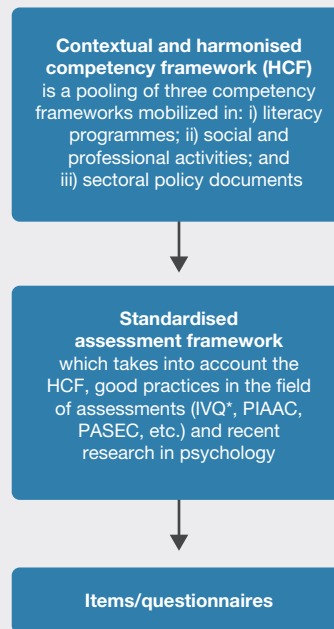 Contextual and harmonised
competency framework (HCF)
is a pooling of three competency
frameworks mobilized in: i) literacy
programmes; ii) social and
professional activities; and
iii) sectoral policy documents
Standardised
assessment framework
which takes into account the
HCF, good practices in the field
of assessments (IVQ*, PIAAC,
PASEC, etc.) and recent
research in psychology
Items/questionnaires